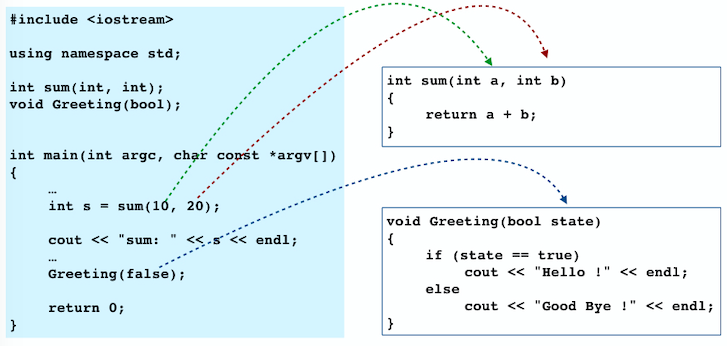 #include <iostream>
using namespace std;
int sum(int, int);
void Greeting(bool);
int main(int argc, char const *argv[])
{
…
int s = sum(10, 20);
cout << "sum: " << s << endl;
…
Greeting(false);
return 0;
}
int sum(int a, int b)
{
return a + b;
}
void Greeting(bool state)
{
if (state == true)
cout << "Hello !" << endl;
else
cout << "Good Bye !" << endl;
}